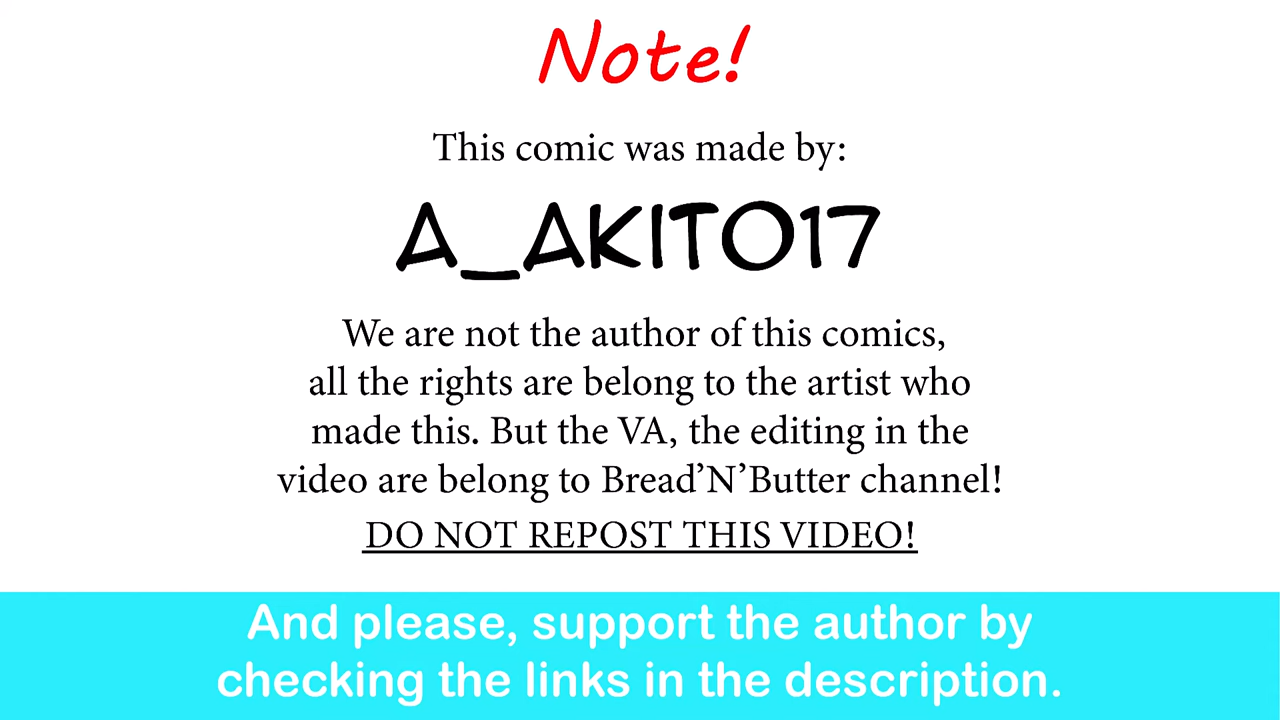 Note!
This comic was made by:
A_AKITO17
We are not the author of this comics,
all the rights are belong to the artist who
made this. But the VA, the editing in the
video are belong to Bread’N’Butter channel!
DO NOT REPOST THIS VIDEO!
And please, support the author by
checking the links in the description.